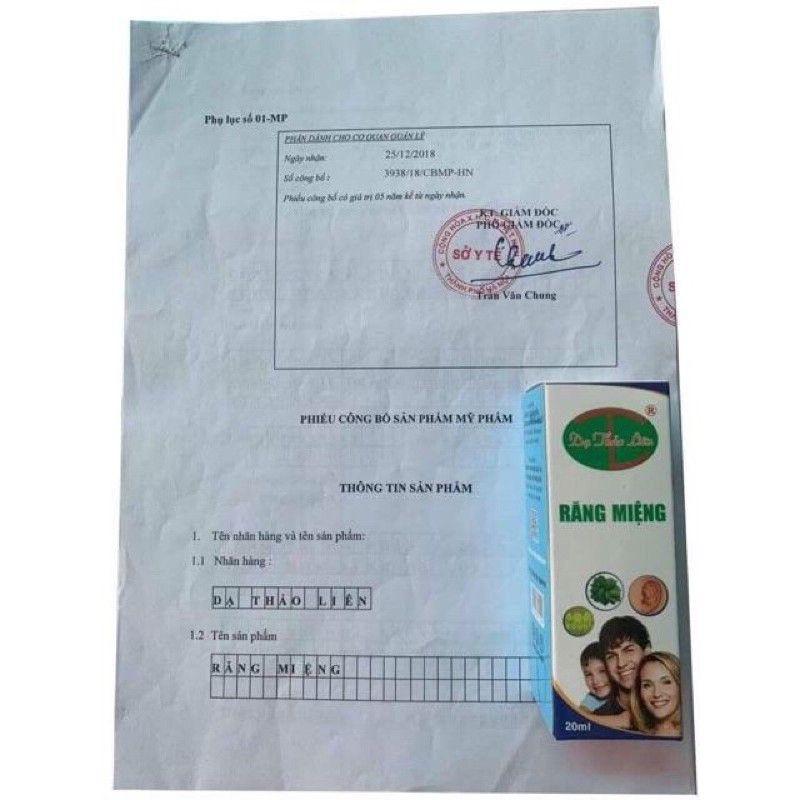 Phụ lục số 01-MP
PHẦN DÀNH CHO CƠ QUAN QUẢN LÝ
Ngày nhận: 25/12/2018
Số công bố : 3938/18/CBMP-HN
Phiếu công bố có giá trị 05 năm kể từ ngày nhận.
KT. GIÁM ĐỐC
PHÓ GIÁM ĐỐC
SỞ Y TẾ
Trần Văn Chung
PHIẾU CÔNG BỐ SẢN PHẨM MỸ PHẨM
THÔNG TIN SẢN PHẨM
1. Tên nhãn hàng và tên sản phẩm:
1.1 Nhãn hàng :
DẠ THẢO LIÊN
1.2 Tên sản phẩm
RĂNG MIỆNG
®
Dạ Thảo Liên
RĂNG MIỆNG
20ml